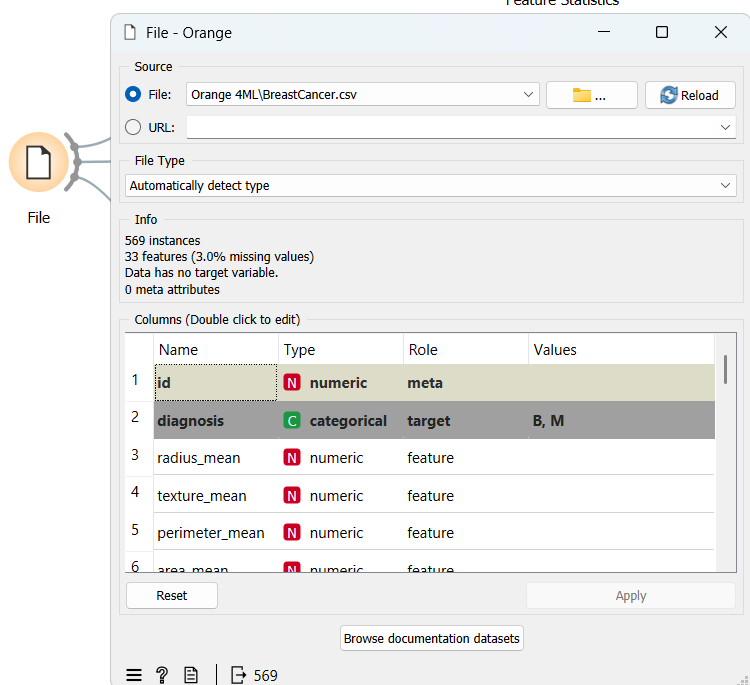 Feature Statistics
File - Orange
Source
File: Orange 4ML\BreastCancer.csv ... Reload
URL:
File Type
Automatically detect type
File
Info
569 instances
33 features (3.0% missing values)
Data has no target variable.
0 meta attributes
Columns (Double click to edit)
Name Type Role Values
1 id N numeric meta
2 diagnosis C categorical target B, M
3 radius_mean N numeric feature
4 texture_mean N numeric feature
5 perimeter_mean N numeric feature
6 area_mean N numeric feature
Reset Apply
Browse documentation datasets
? 569